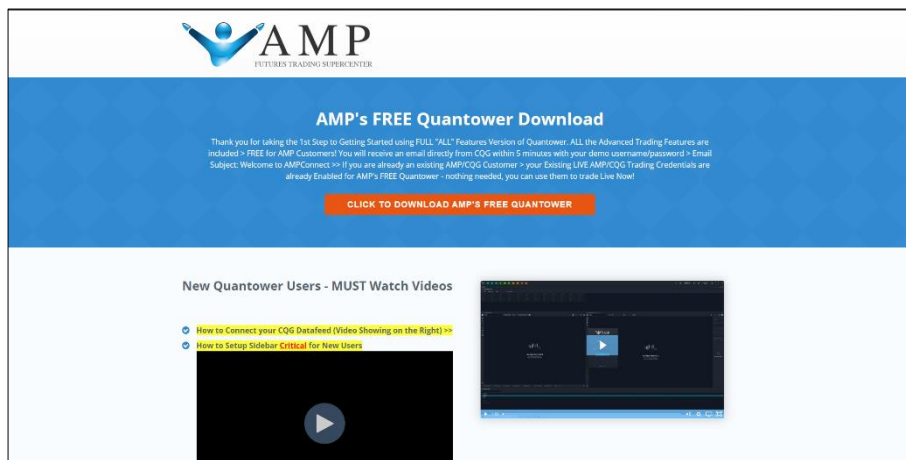 AMP
FUTURES TRADING SUPERCENTER
AMP's FREE Quantower Download
Thank you for taking the 1st Step to Getting Started using FULL "ALL" Features Version of Quantower. ALL the Advanced Trading Features are
included > FREE for AMP Customers! You will receive an email directly from CQG within 5 minutes with your demo username/password > Email
Subject: Welcome to AMPConnect >> If you are already an existing AMP/CQG Customer > your Existing LIVE AMP/CQG Trading Credentials are
already Enabled for AMP's FREE Quantower - nothing needed, you can use them to trade Live Now!
CLICK TO DOWNLOAD AMP'S FREE QUANTOWER
New Quantower Users - MUST Watch Videos
How to Connect your CQG Datafeed (Video Showing on the Right) >>
How to Setup Sidebar Critical for New Users